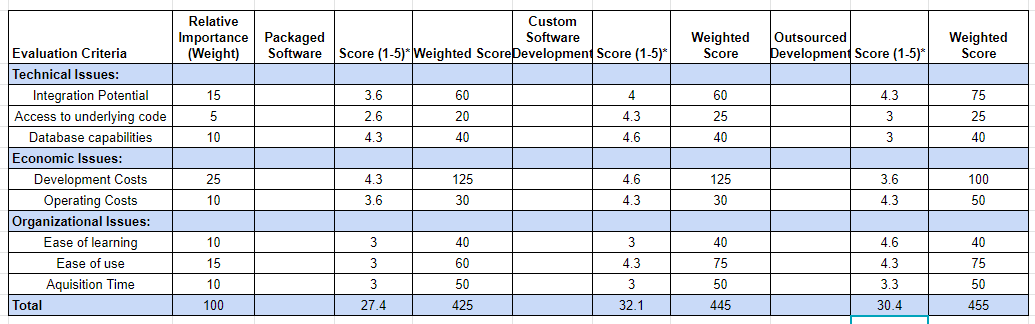 Evaluation Criteria Relative Importance (Weight) Packaged Software Score (1-5)* Weighted Score Custom Software Development Score (1-5)* Weighted Score Outsourced Development Score (1-5)* Weighted Score
Technical Issues:
Integration Potential 15 3.6 60 4 60 4.3 75
Access to underlying code 5 2.6 20 4.3 25 3 25
Database capabilities 10 4.3 40 4.6 40 3 40
Economic Issues:
Development Costs 25 4.3 125 4.6 125 3.6 100
Operating Costs 10 3.6 30 4.3 30 4.3 50
Organizational Issues:
Ease of learning 10 3 40 3 40 4.6 40
Ease of use 15 3 60 4.3 75 4.3 75
Aquisition Time 10 3 50 3 50 3.3 50
Total 100 27.4 425 32.1 445 30.4 455